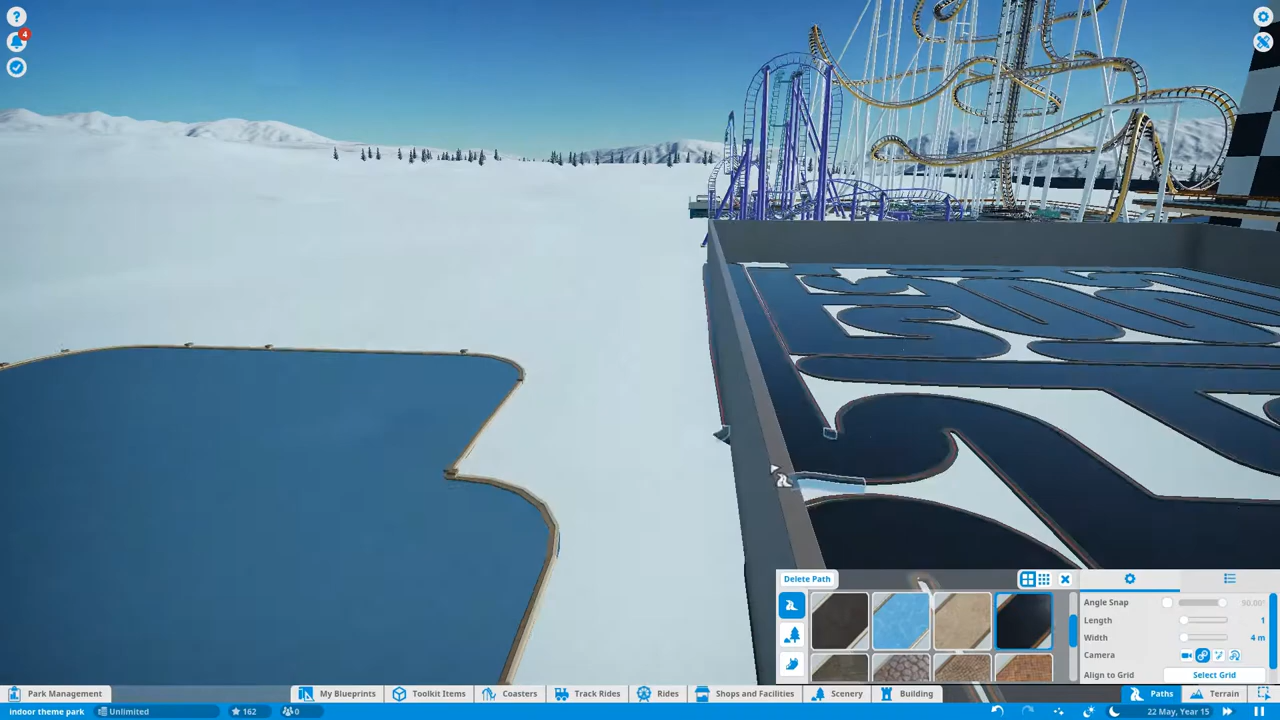 ?
4
Delete Path
Angle Snap 90.00°
Length 1
Width 4 m
Camera
Align to Grid Select Grid
Park Management My Blueprints Toolkit Items Coasters Track Rides Rides Shops and Facilities Scenery Building Paths Terrain
indoor theme park Unlimited 162 0 22 May, Year 15